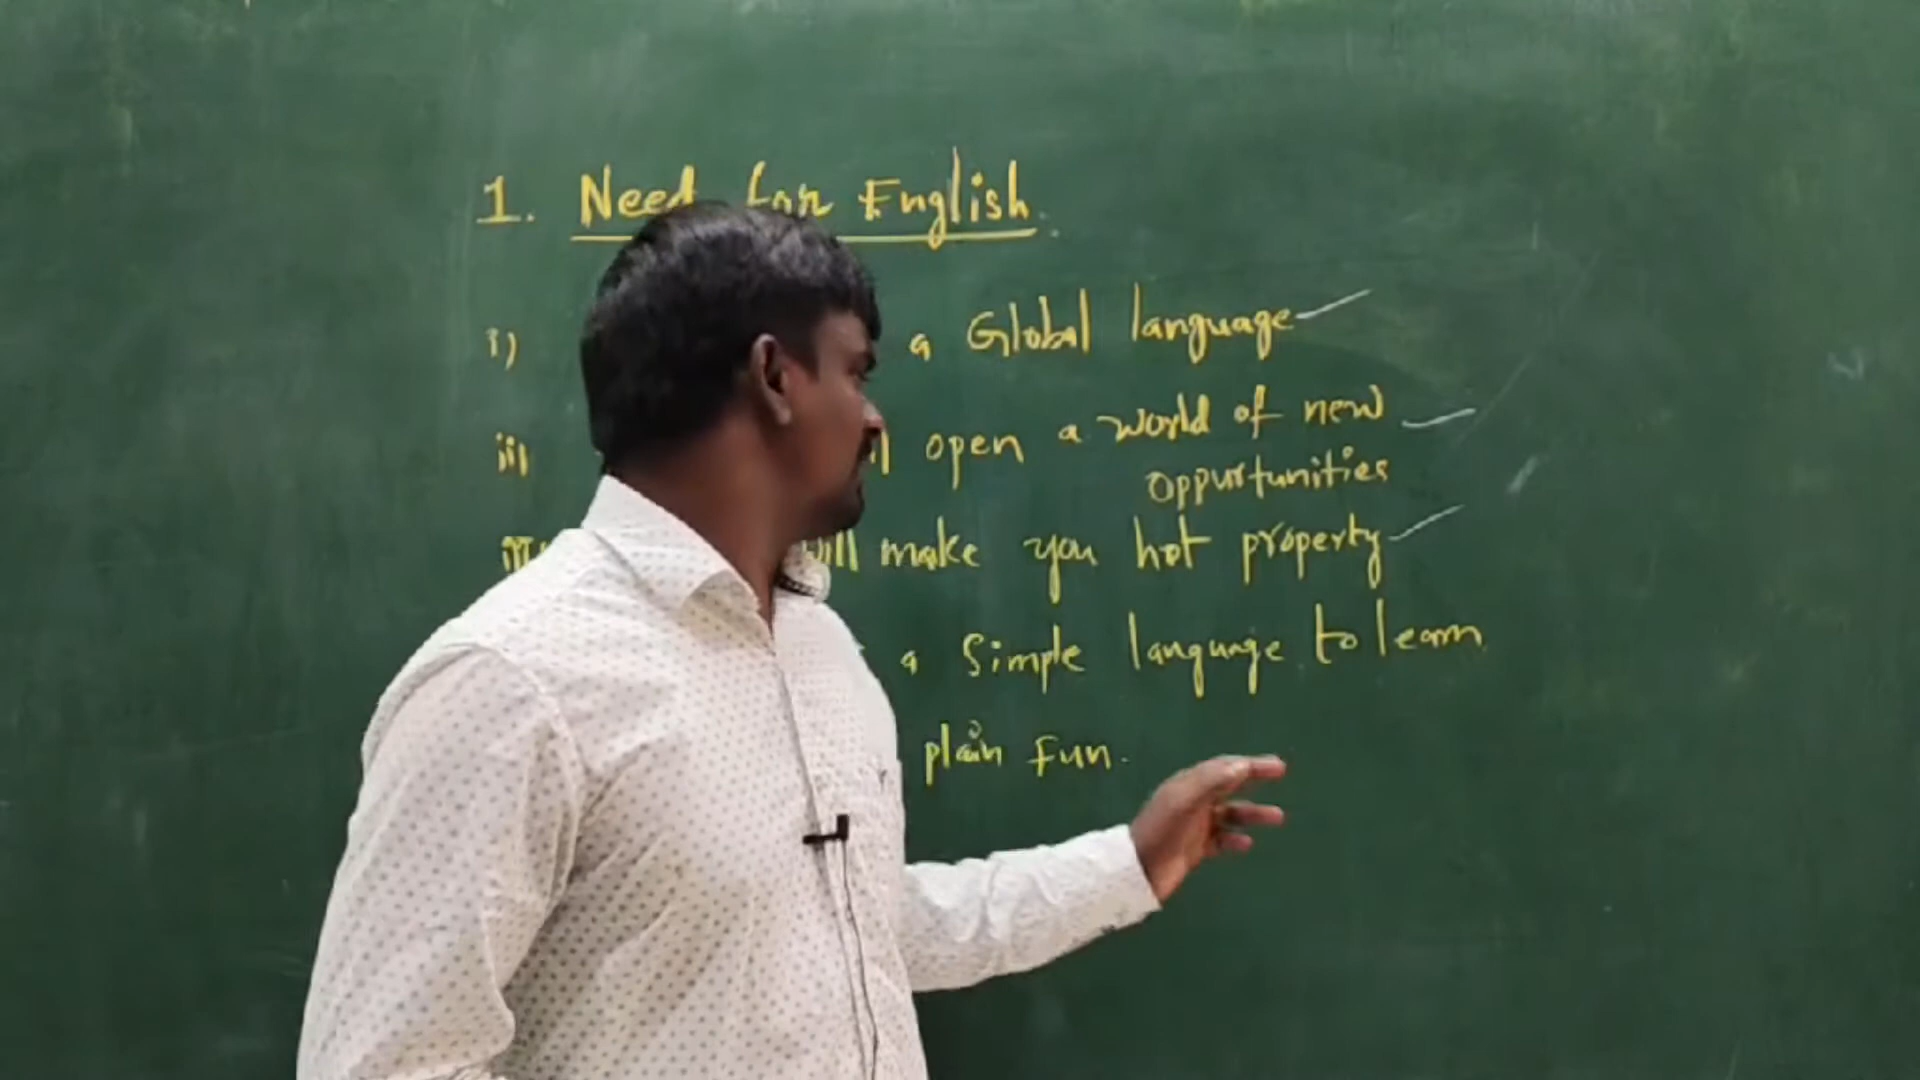 1. Need for English.
i) a Global language
ii) open a world of new
oppurtunities
will make you hot property
a Simple language to learn
plain fun.